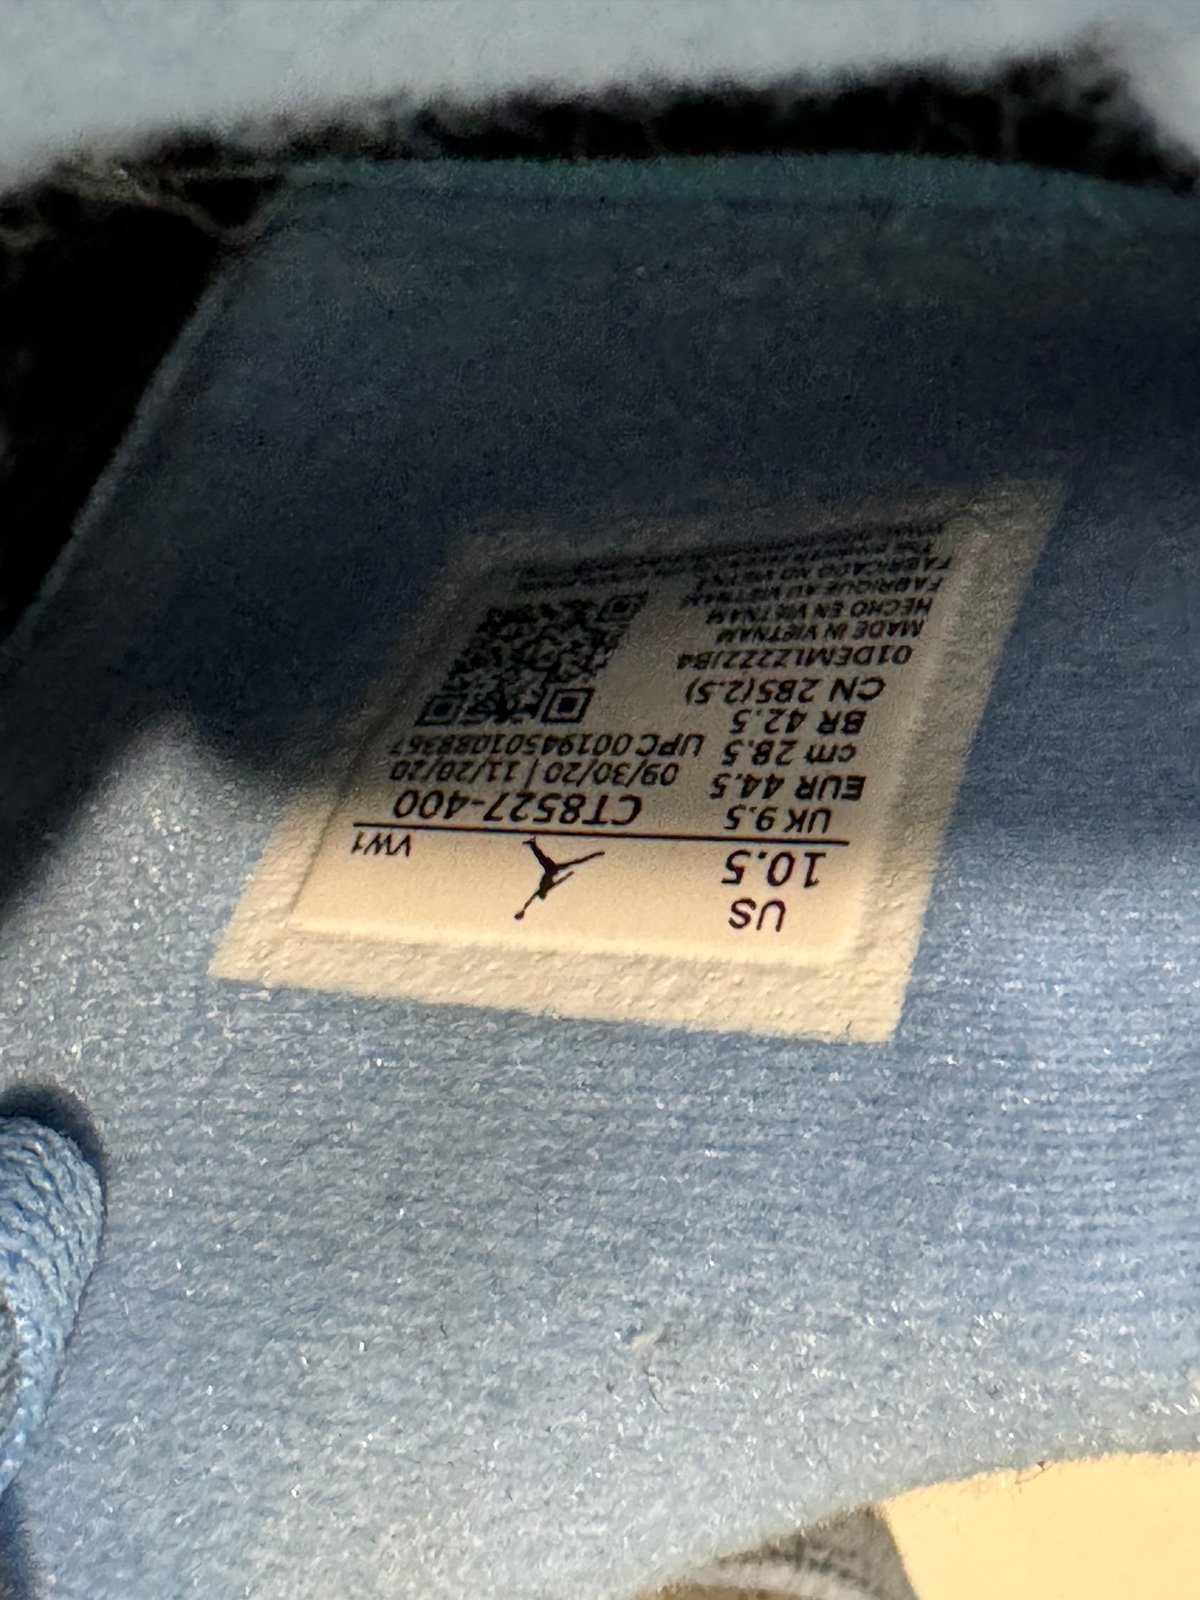 US
10.5
VW1
UK 9.5
EUR 44.5
cm 28.5
BR 42.5
CN 285(2.5)
01DEMLZZZZJB4
MADE IN VIETNAM
HECHO EN VIETNAM
FABRIQUE AU VIETNAM
FABRICADO NO VIETNÃ
CT8527-400
09/30/20 | 11/28/20
UPC 00194501088367